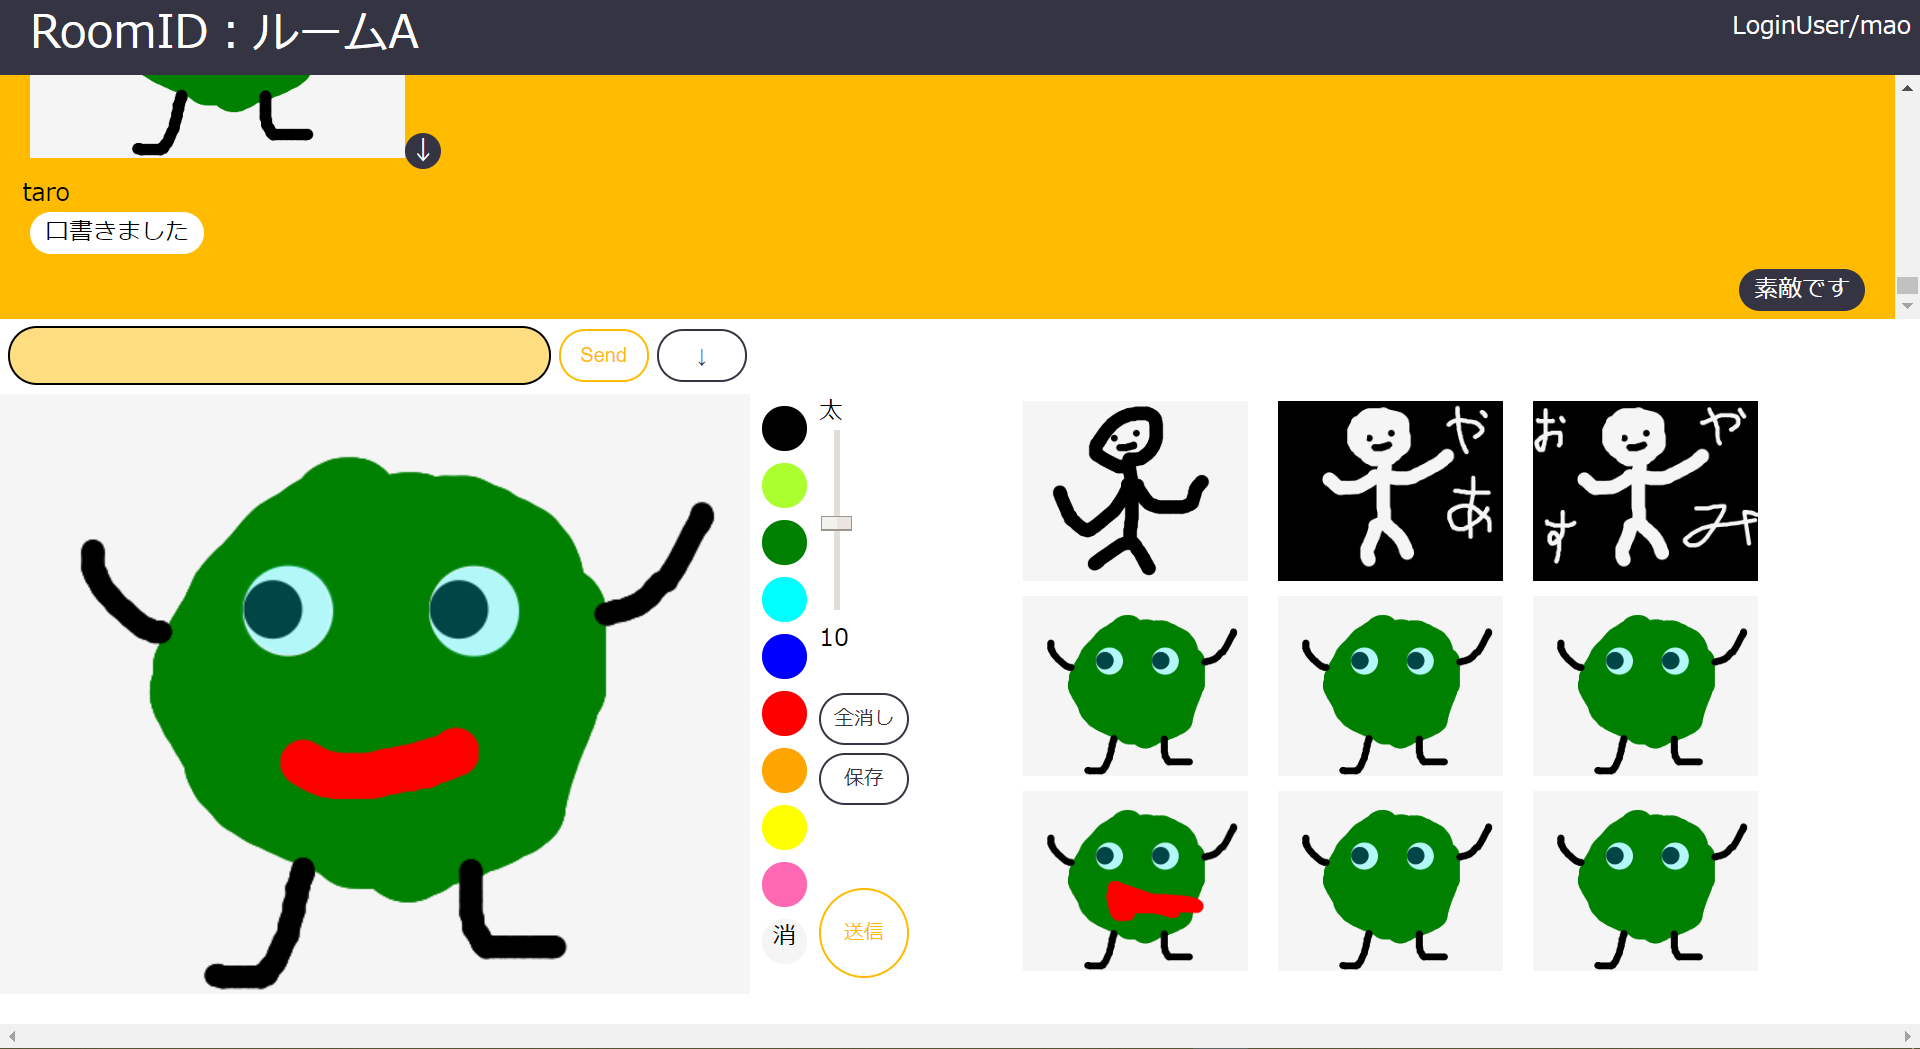 RoomID：ルームA
LoginUser/mao
↓
taro
口書きました
素敵です
Send
↓
太
10
全消し
保存
消
送信
や
あ
お
や
す
み